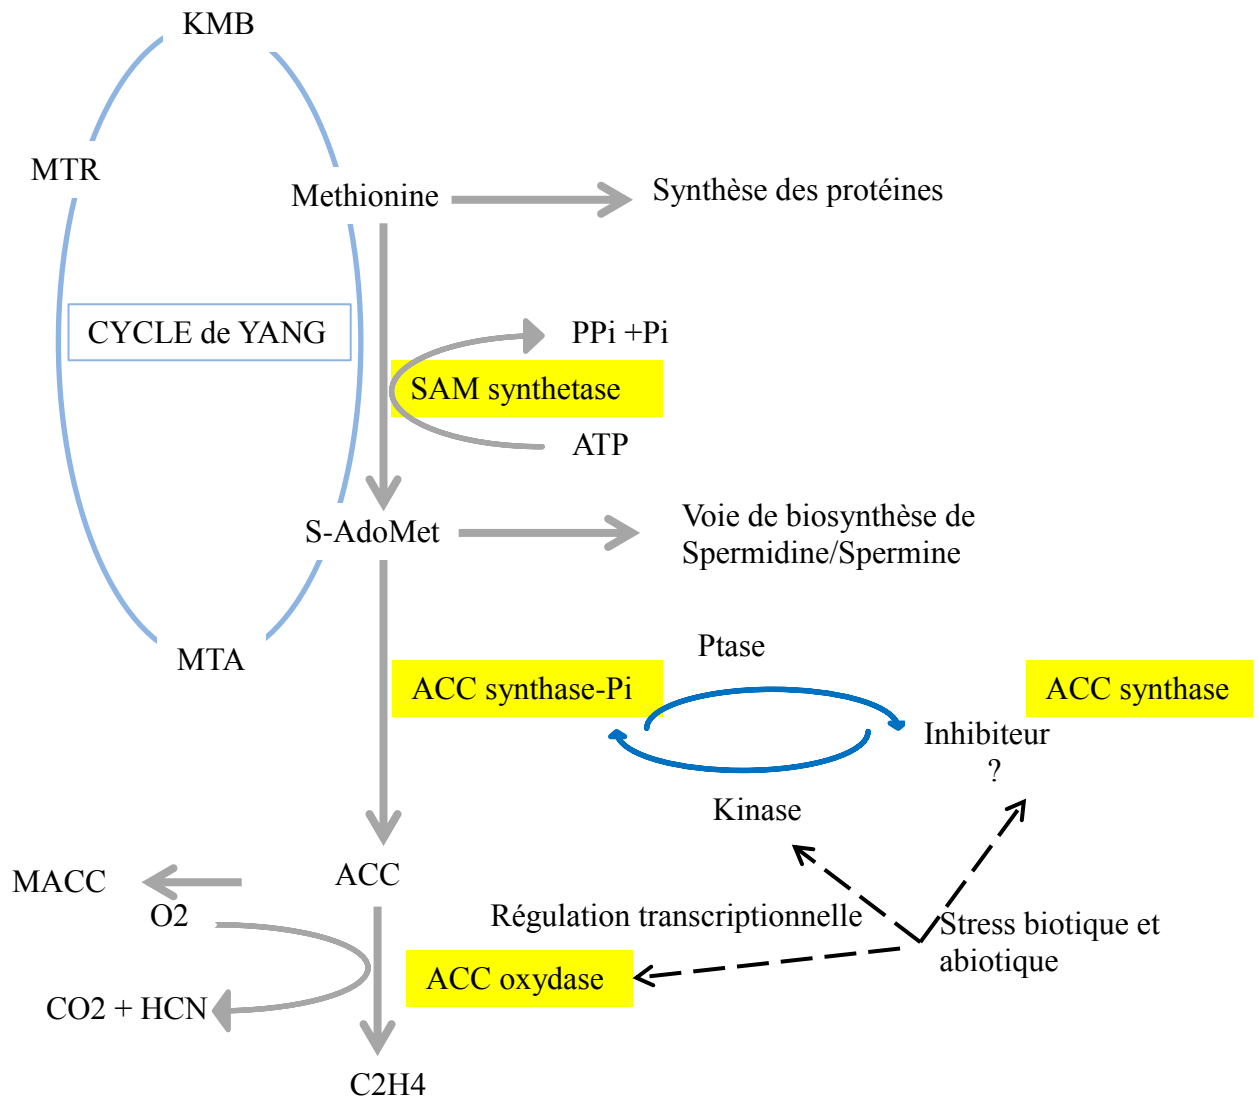 KMB
MTR
Methionine
Synthèse des protéines
CYCLE de YANG
PPi +Pi
SAM synthetase
ATP
S-AdoMet
Voie de biosynthèse de
Spermidine/Spermine
MTA
Ptase
ACC synthase-Pi
ACC synthase
Inhibiteur
?
Kinase
MACC
ACC
O2
Régulation transcriptionnelle
Stress biotique et
abiotique
ACC oxydase
CO2 + HCN
C2H4